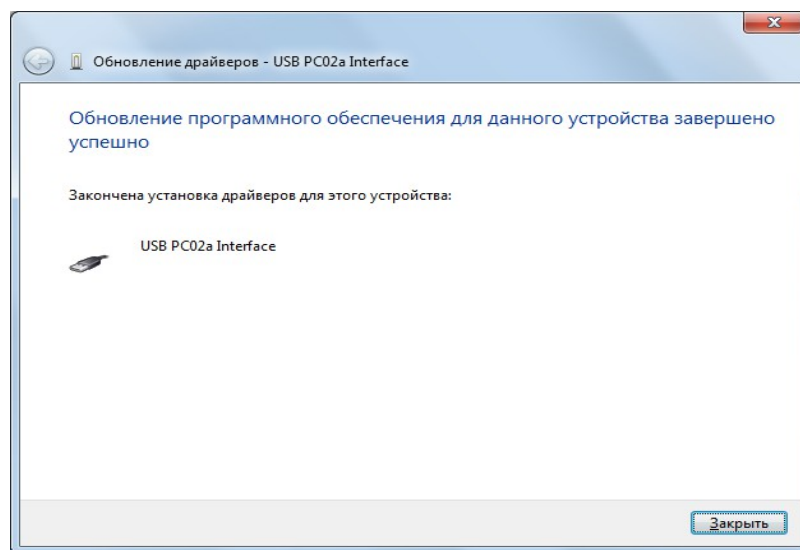 Обновление драйверов - USB PC02a Interface
Обновление программного обеспечения для данного устройства завершено
успешно
Закончена установка драйверов для этого устройства:
USB PC02a Interface
Закрыть